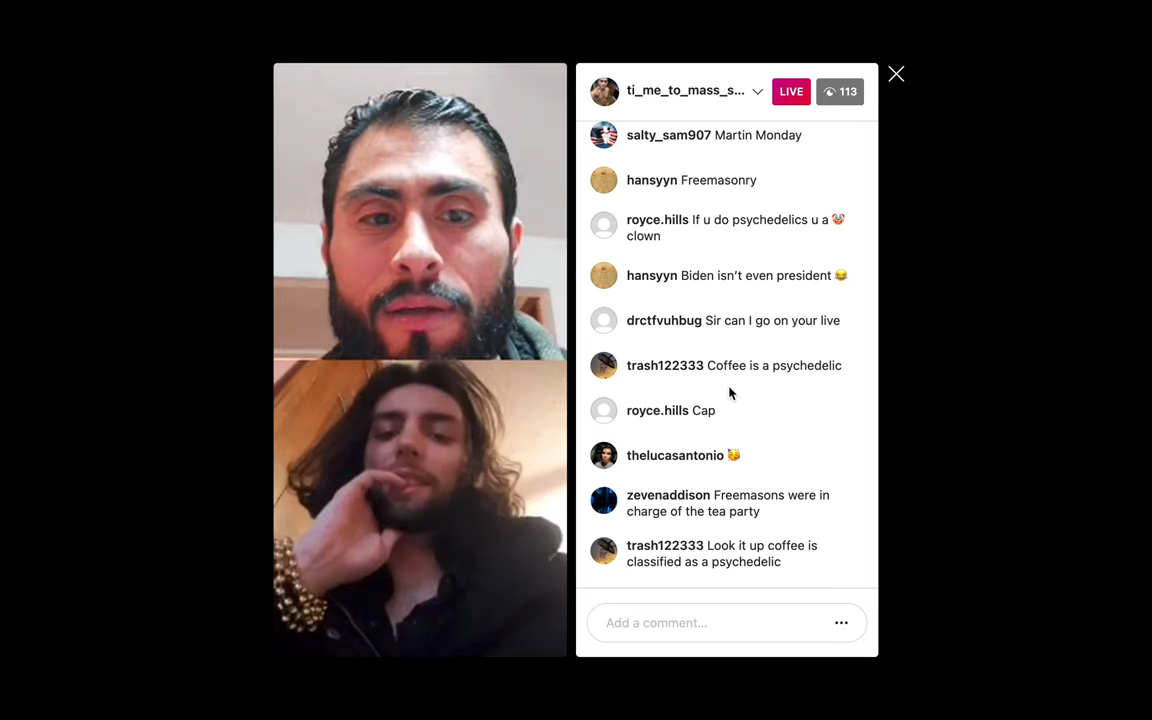 ti_me_to_mass_s...
LIVE
113
salty_sam907 Martin Monday
hansyyn Freemasonry
royce.hills If u do psychedelics u a 🤡
clown
hansyyn Biden isn't even president 😂
drctfvuhbug Sir can I go on your live
trash122333 Coffee is a psychedelic
royce.hills Cap
thelucasantonio 🥳
zevenaddison Freemasons were in
charge of the tea party
trash122333 Look it up coffee is
classified as a psychedelic
Add a comment...